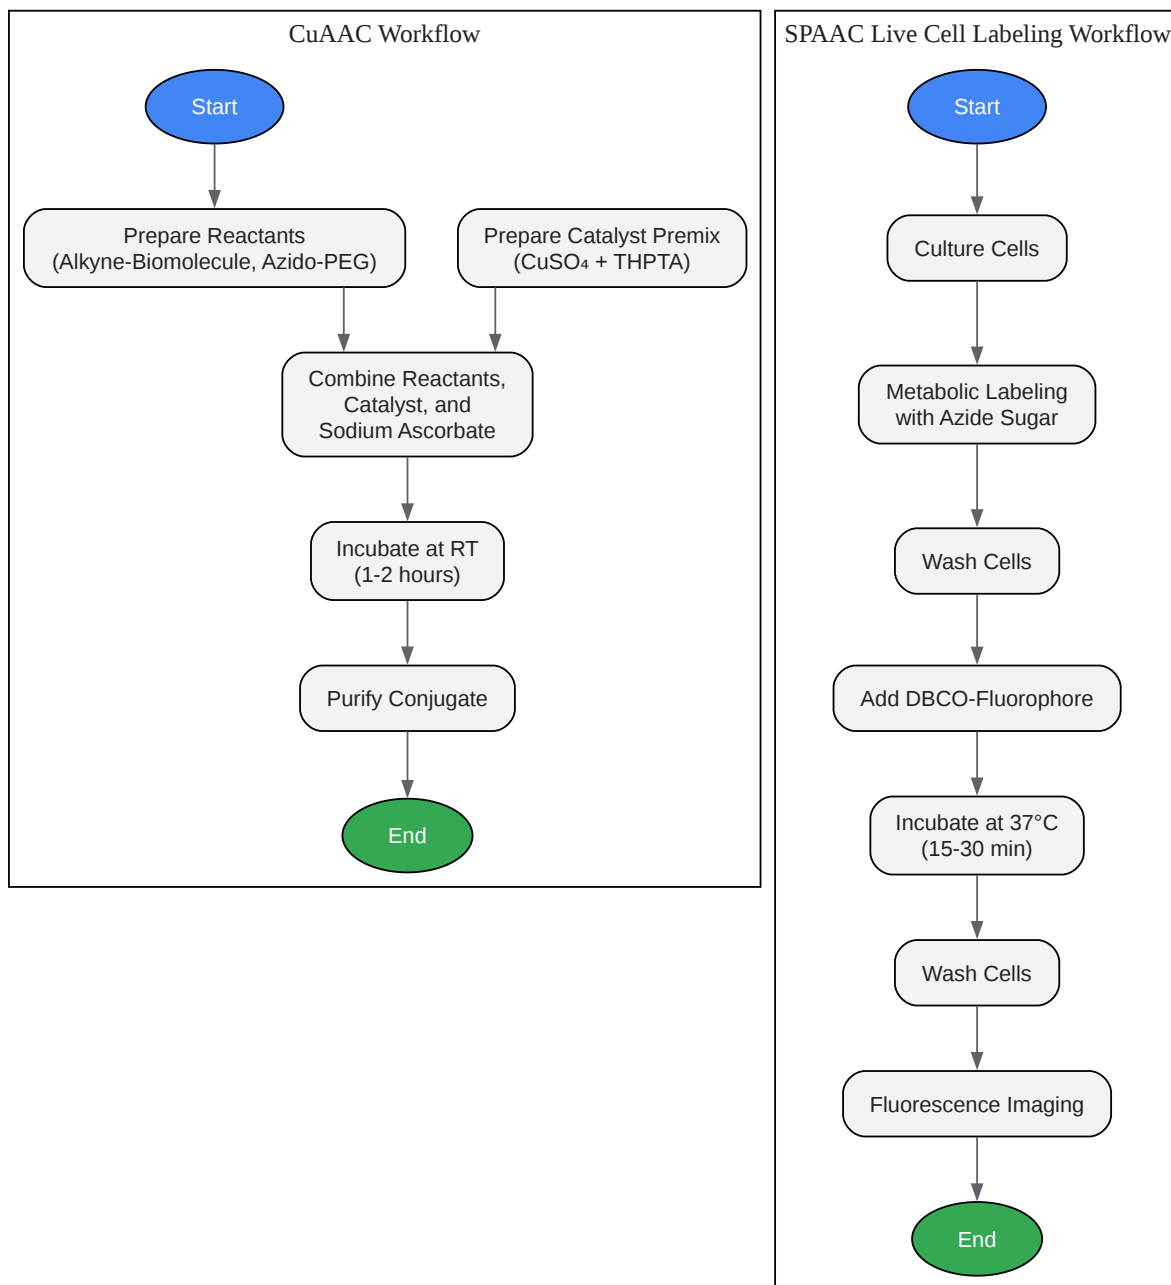 CuAAC Workflow
Start
Prepare Reactants
(Alkyne-Biomolecule, Azido-PEG)
Prepare Catalyst Premix
(CuSO₄ + THPTA)
Combine Reactants,
Catalyst, and
Sodium Ascorbate
Incubate at RT
(1-2 hours)
Purify Conjugate
End
SPAAC Live Cell Labeling Workflow
Start
Culture Cells
Metabolic Labeling
with Azide Sugar
Wash Cells
Add DBCO-Fluorophore
Incubate at 37°C
(15-30 min)
Wash Cells
Fluorescence Imaging
End